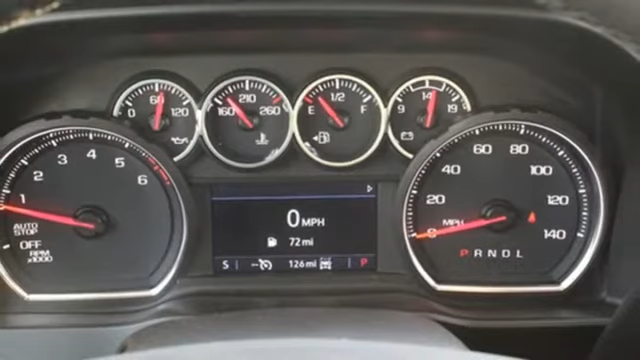 0 60 120
160 210 260
E 1/2 F
9 14 19
1 2 3 4 5 6
AUTO
STOP
OFF
RPM
x1000
0 MPH
72 mi
S 126 mi P
20 40 60 80 100 120 140
MPH
P R N D L